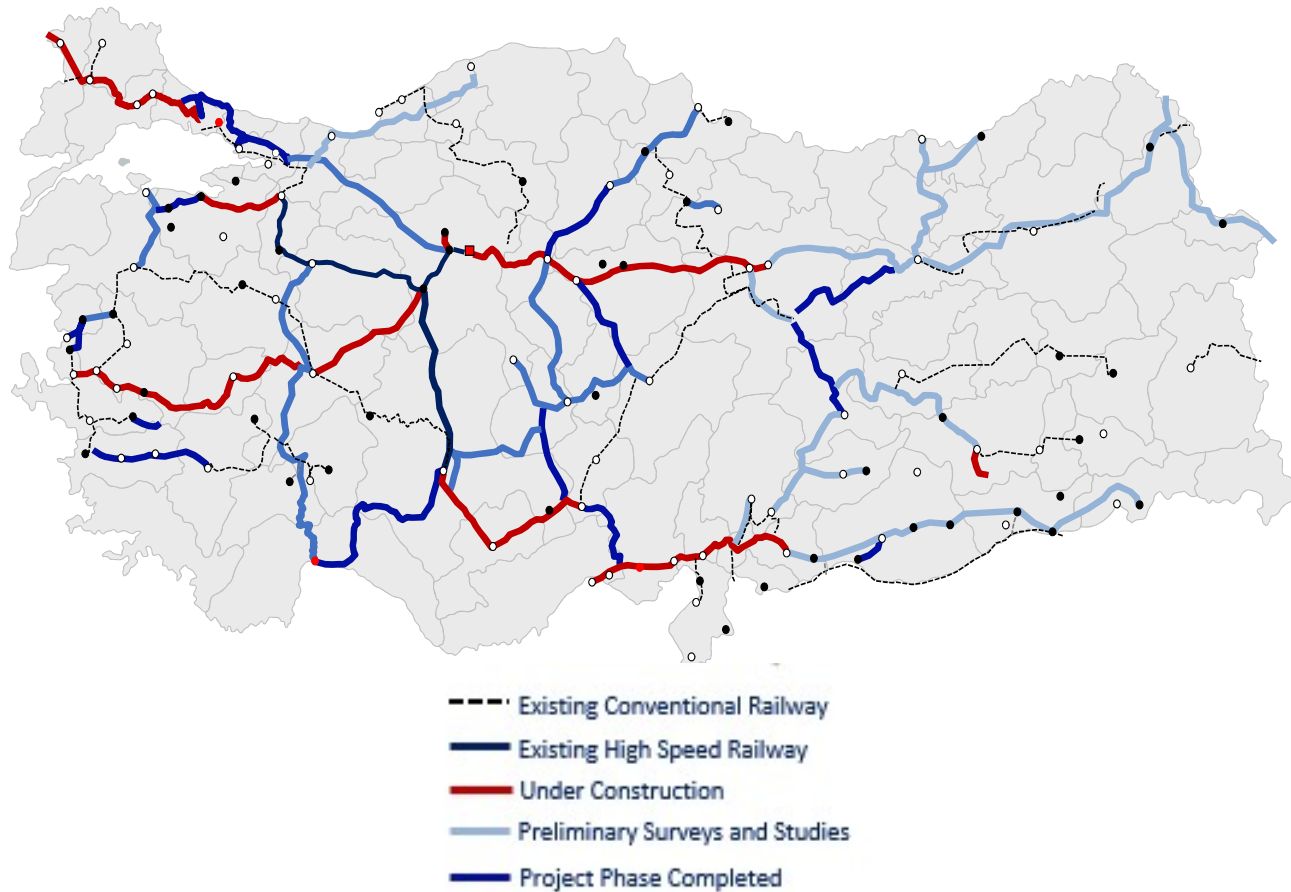 Existing Conventional Railway
Existing High Speed Railway
Under Construction
Preliminary Surveys and Studies
Project Phase Completed